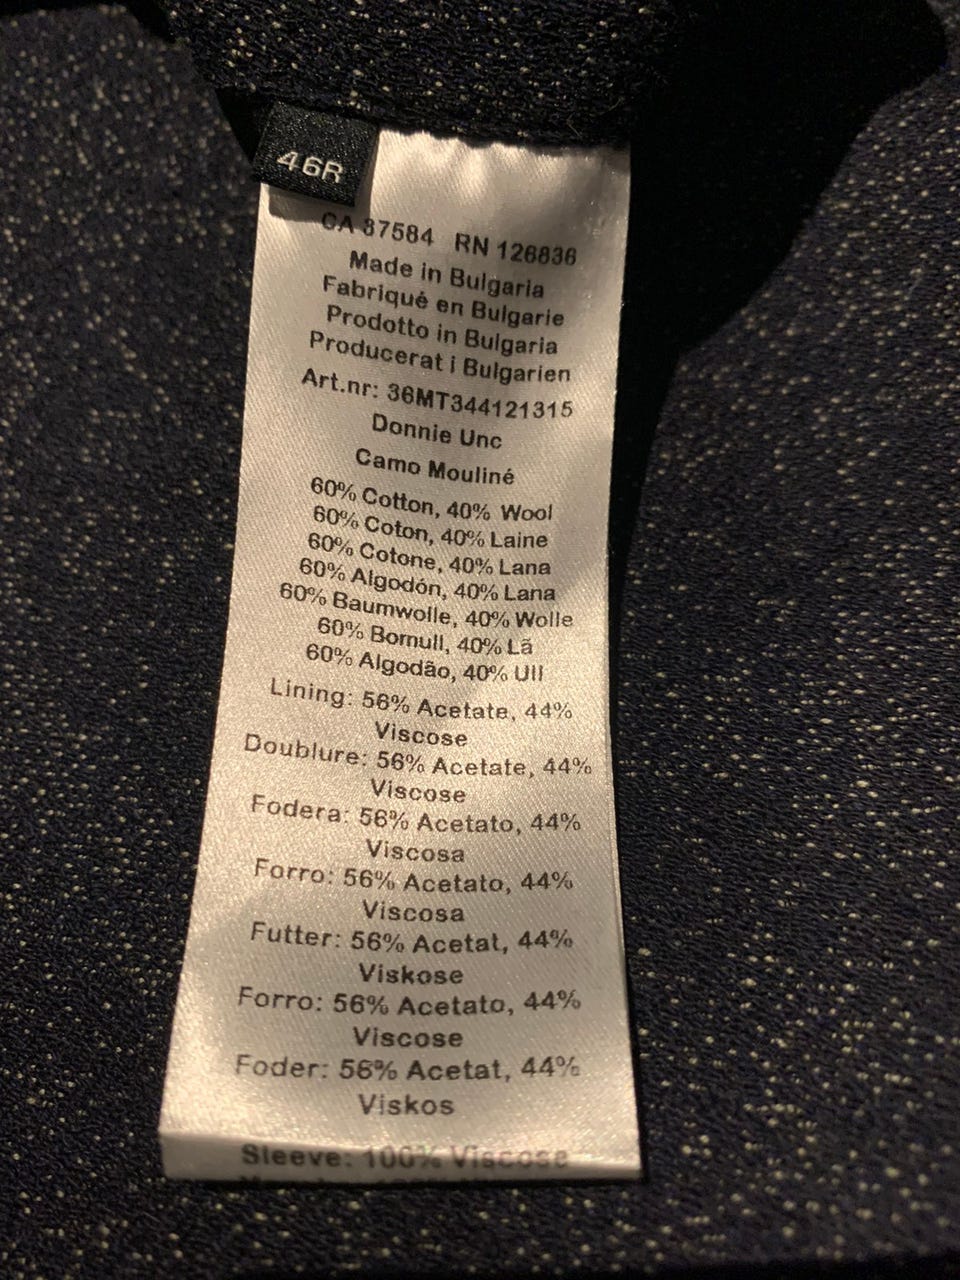 46R
CA 87584 RN 126836
Made in Bulgaria
Fabriqué en Bulgarie
Prodotto in Bulgaria
Producerat i Bulgarien
Art.nr: 36MT344121315
Donnie Unc
Camo Mouliné
60% Cotton, 40% Wool
60% Coton, 40% Laine
60% Cotone, 40% Lana
60% Algodón, 40% Lana
60% Baumwolle, 40% Wolle
60% Bomull, 40% Lã
60% Algodão, 40% Ull
Lining: 56% Acetate, 44%
Viscose
Doublure: 56% Acetate, 44%
Viscose
Fodera: 56% Acetato, 44%
Viscosa
Forro: 56% Acetato, 44%
Viscosa
Futter: 56% Acetat, 44%
Viskose
Forro: 56% Acetato, 44%
Viscose
Foder: 56% Acetat, 44%
Viskos
Sleeve: 100% Viscose